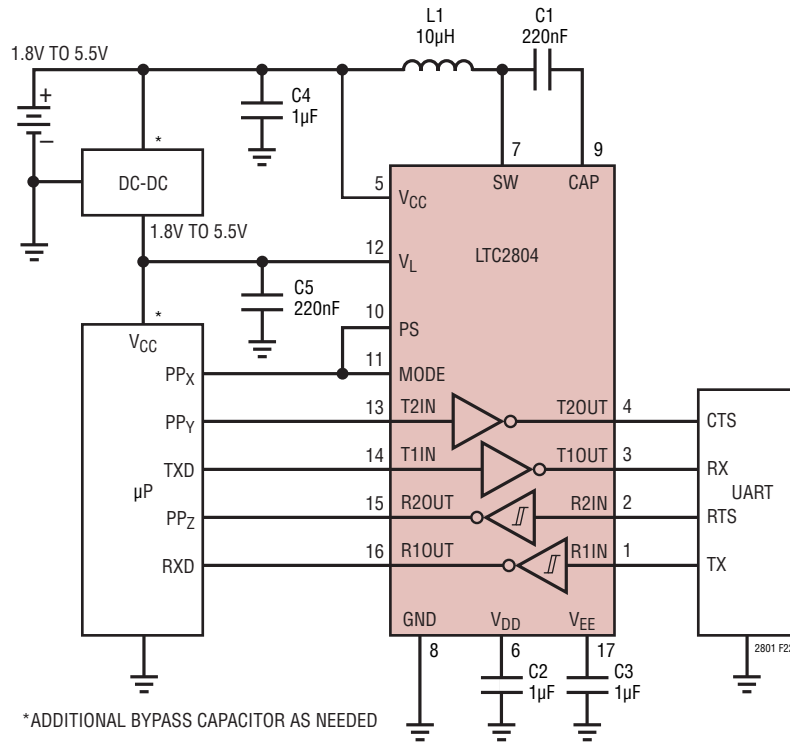 L1
10µH
C1
220nF
1.8V TO 5.5V
+
–
C4
1µF
*
DC-DC
7
9
SW
CAP
5
VCC
1.8V TO 5.5V
12
VL
LTC2804
C5
220nF
10
PS
*
VCC
11
MODE
PPX
13
T2IN
T2OUT
4
PPY
CTS
14
T1IN
T1OUT
3
TXD
RX
µP
UART
15
R2OUT
R2IN
2
PPZ
RTS
16
R1OUT
R1IN
1
RXD
TX
GND
VDD
VEE
8
6
17
2801 F22
C2
1µF
C3
1µF
*ADDITIONAL BYPASS CAPACITOR AS NEEDED